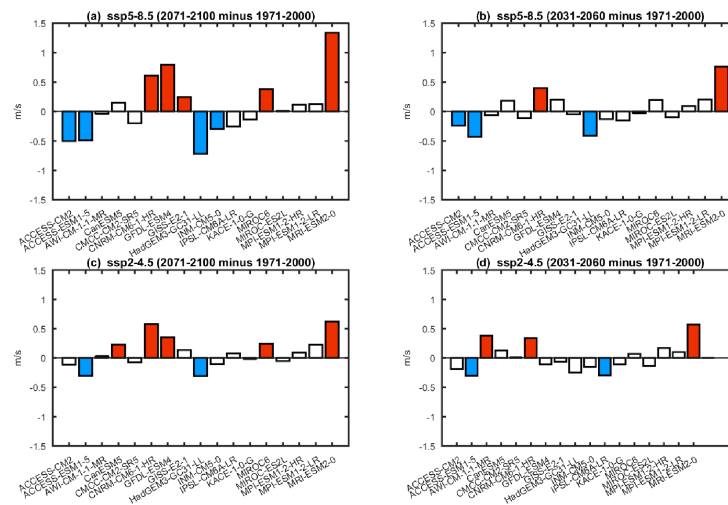 (a) ssp5-8.5 (2071-2100 minus 1971-2000)
1.5
1
0.5
0
-0.5
-1
-1.5
m/s
ACCESS-CM2
ACCESS-ESM1-5
AWI-CM-1-1-MR
CanESM5
CMCC-CM2-SR5
CNRM-CM6-1-HR
GFDL-ESM4
GISS-E2-1
HadGEM3-GC31-LL
INM-CM5-0
IPSL-CM6A-LR
KACE-1-0-G
MIROC6
MIROC-ES2L
MPI-ESM1-2-HR
MPI-ESM1-2-LR
MRI-ESM2-0
(b) ssp5-8.5 (2031-2060 minus 1971-2000)
1.5
1
0.5
0
-0.5
-1
-1.5
m/s
ACCESS-CM2
ACCESS-ESM1-5
AWI-CM-1-1-MR
CanESM5
CMCC-CM2-SR5
CNRM-CM6-1-HR
GFDL-ESM4
GISS-E2-1
HadGEM3-GC31-LL
INM-CM5-0
IPSL-CM6A-LR
KACE-1-0-G
MIROC6
MIROC-ES2L
MPI-ESM1-2-HR
MPI-ESM1-2-LR
MRI-ESM2-0
(c) ssp2-4.5 (2071-2100 minus 1971-2000)
1.5
1
0.5
0
-0.5
-1
-1.5
m/s
ACCESS-CM2
ACCESS-ESM1-5
AWI-CM-1-1-MR
CanESM5
CMCC-CM2-SR5
CNRM-CM6-1-HR
GFDL-ESM4
GISS-E2-1
HadGEM3-GC31-LL
INM-CM5-0
IPSL-CM6A-LR
KACE-1-0-G
MIROC6
MIROC-ES2L
MPI-ESM1-2-HR
MPI-ESM1-2-LR
MRI-ESM2-0
(d) ssp2-4.5 (2031-2060 minus 1971-2000)
1.5
1
0.5
0
-0.5
-1
-1.5
m/s
ACCESS-CM2
ACCESS-ESM1-5
AWI-CM-1-1-MR
CanESM5
CMCC-CM2-SR5
CNRM-CM6-1-HR
GFDL-ESM4
GISS-E2-1
HadGEM3-GC31-LL
INM-CM5-0
IPSL-CM6A-LR
KACE-1-0-G
MIROC6
MIROC-ES2L
MPI-ESM1-2-HR
MPI-ESM1-2-LR
MRI-ESM2-0